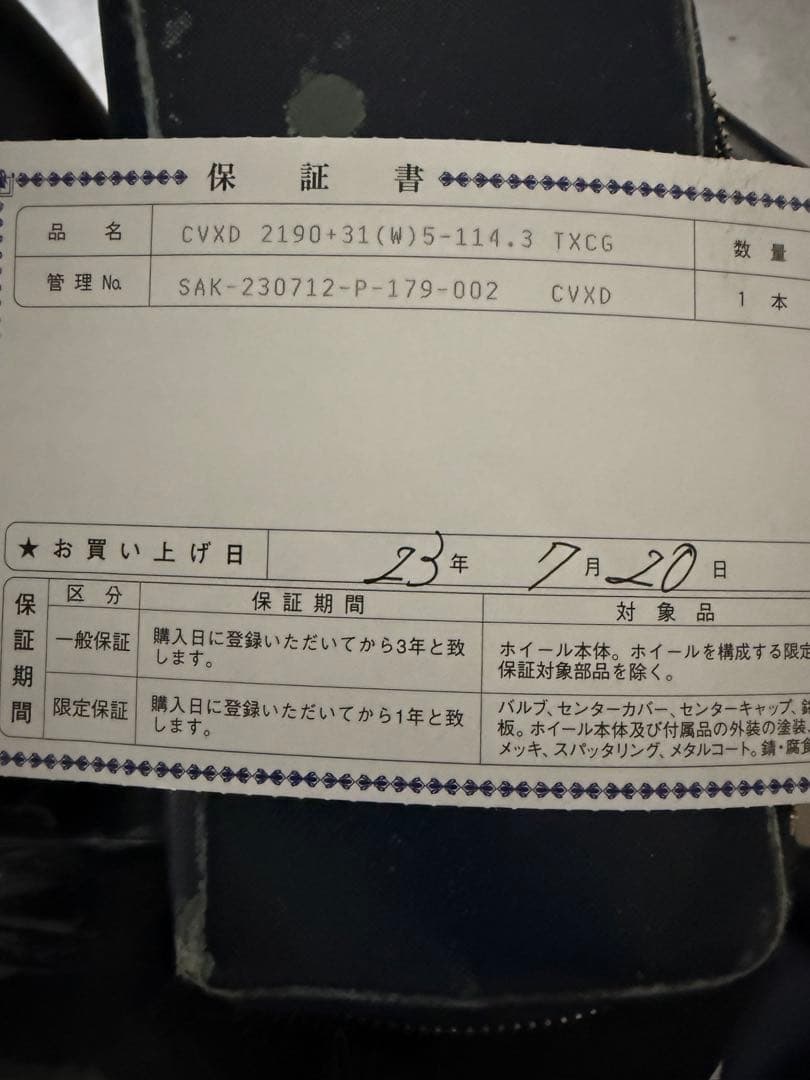 保証書
品名 CVXD 2190+31(W)5-114.3 TXCG 数量
管理No. SAK-230712-P-179-002 CVXD 1本
★お買い上げ日 23年 7月20日
保証期間
区分 保証期間 対象品
一般保証 購入日に登録いただいてから3年と致
します。
ホイール本体。ホイールを構成する限定
保証対象部品を除く。
限定保証 購入日に登録いただいてから1年と致
します。
バルブ、センターカバー、センターキャップ、
板。ホイール本体及び付属品の外装の塗装、
メッキ、スパッタリング、メタルコート。錆・腐食